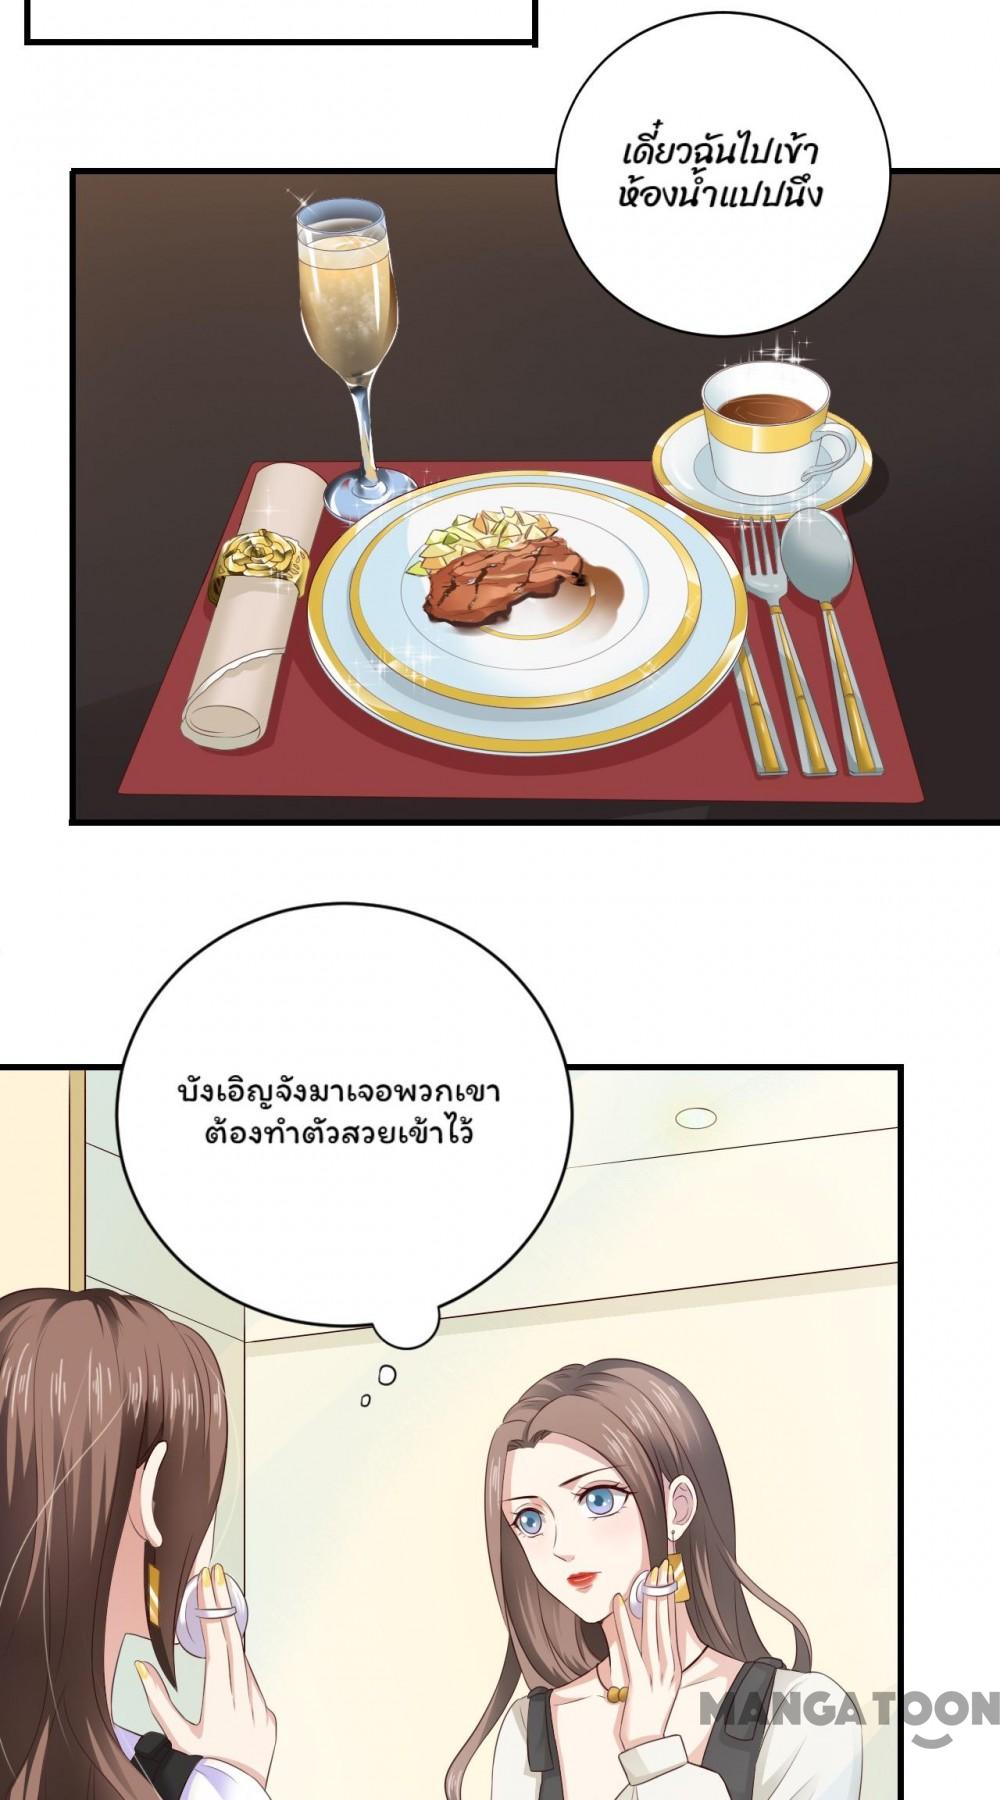 เดี๋ยวฉันไปเข้า
ห้องน้ำแปปนึง
บังเอิญจังมาเจอพวกเขา
ต้องทำตัวสวยเข้าไว้
MANGATOON